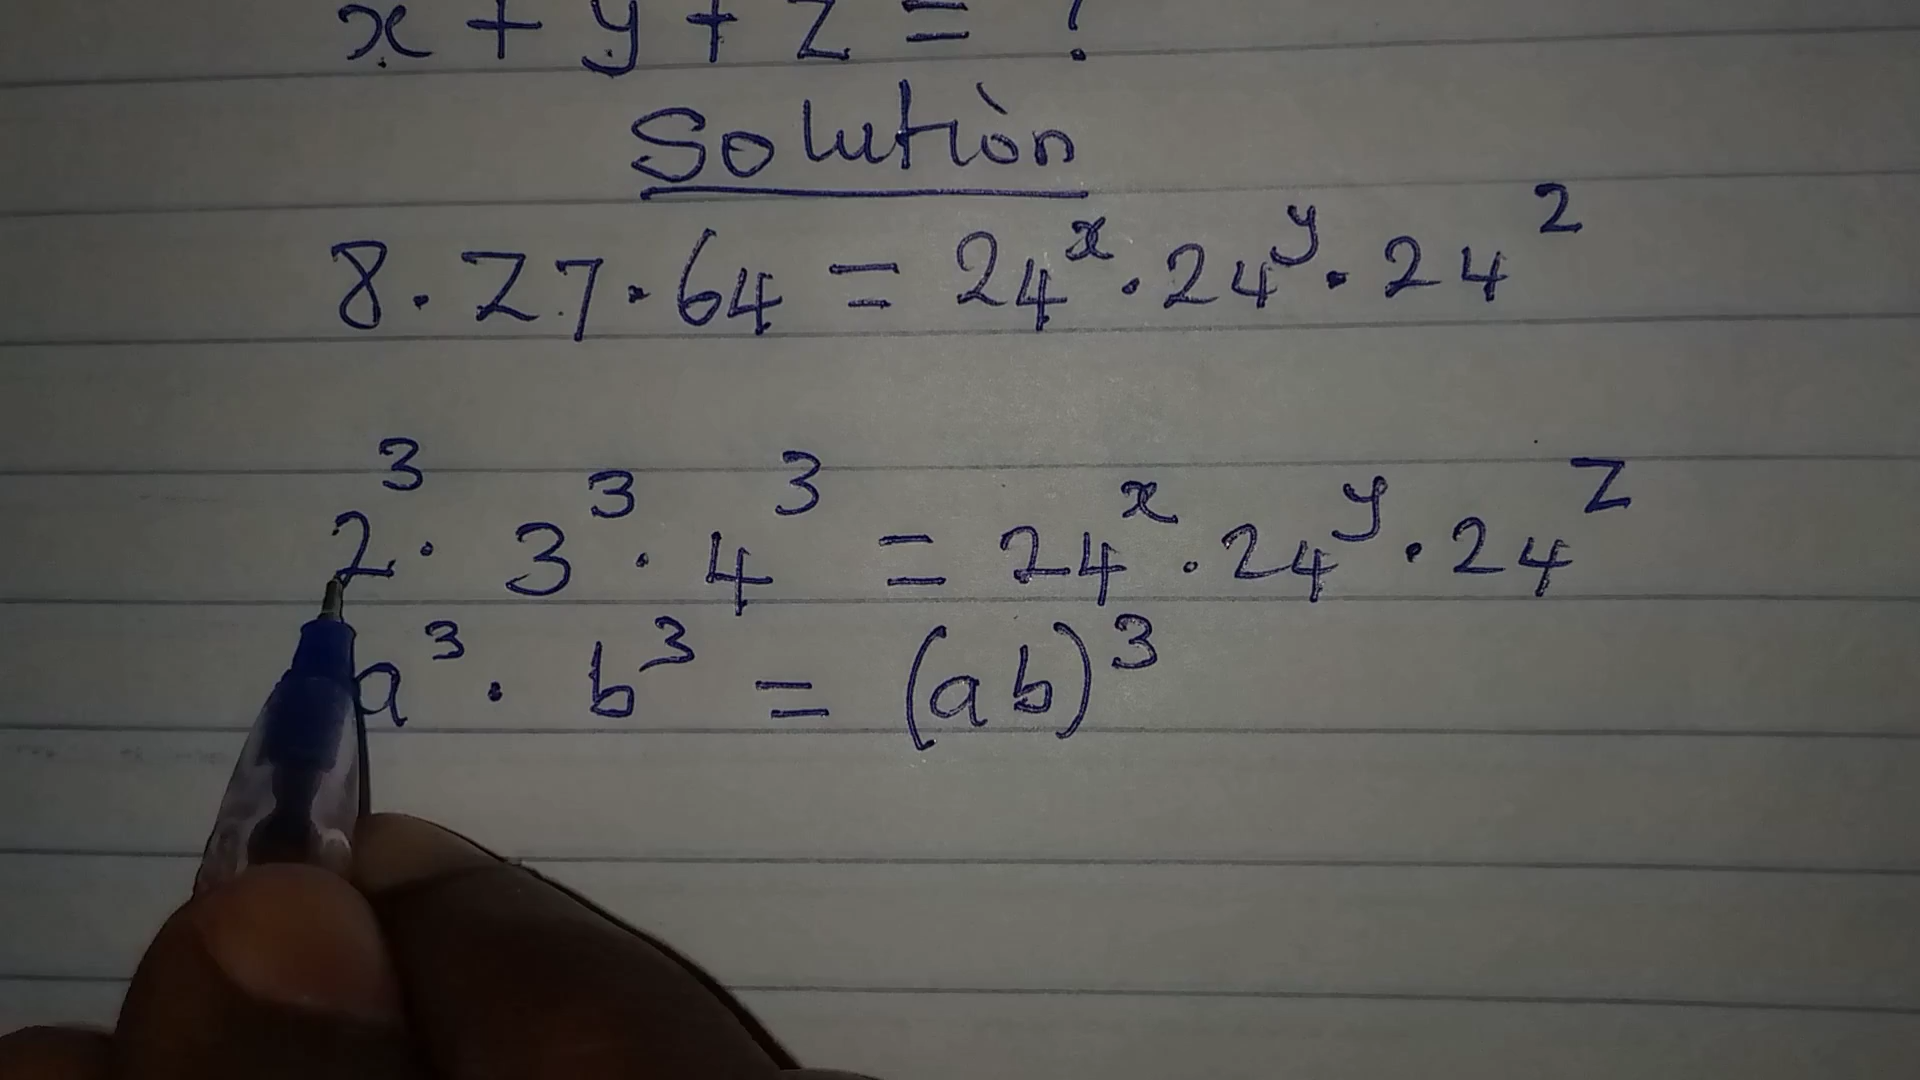 x + y + z = ?
Solution
8 . 27 . 64 = 24^x . 24^y . 24^2
2^3 . 3^3 . 4^3 = 24^x . 24^y . 24^z
a^3 . b^3 = (ab)^3